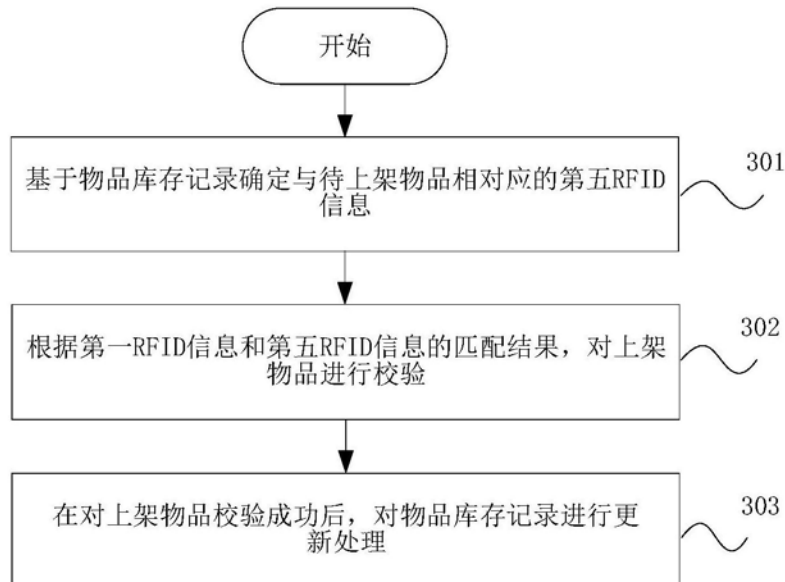 开始
基于物品库存记录确定与待上架物品相对应的第五RFID
信息
301
根据第一RFID信息和第五RFID信息的匹配结果，对上架
物品进行校验
302
在对上架物品校验成功后，对物品库存记录进行更
新处理
303